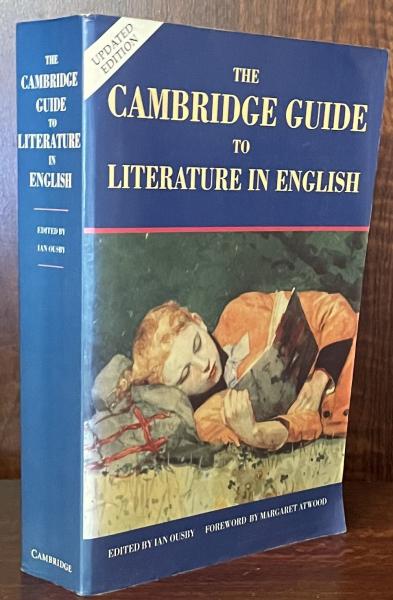 THE
CAMBRIDGE
GUIDE
TO
LITERATURE
IN
ENGLISH
EDITED BY
IAN OUSBY
CAMBRIDGE
UPDATED
EDITION
THE
CAMBRIDGE GUIDE
TO
LITERATURE IN ENGLISH
EDITED BY IAN OUSBY FOREWORD BY MARGARET ATWOOD